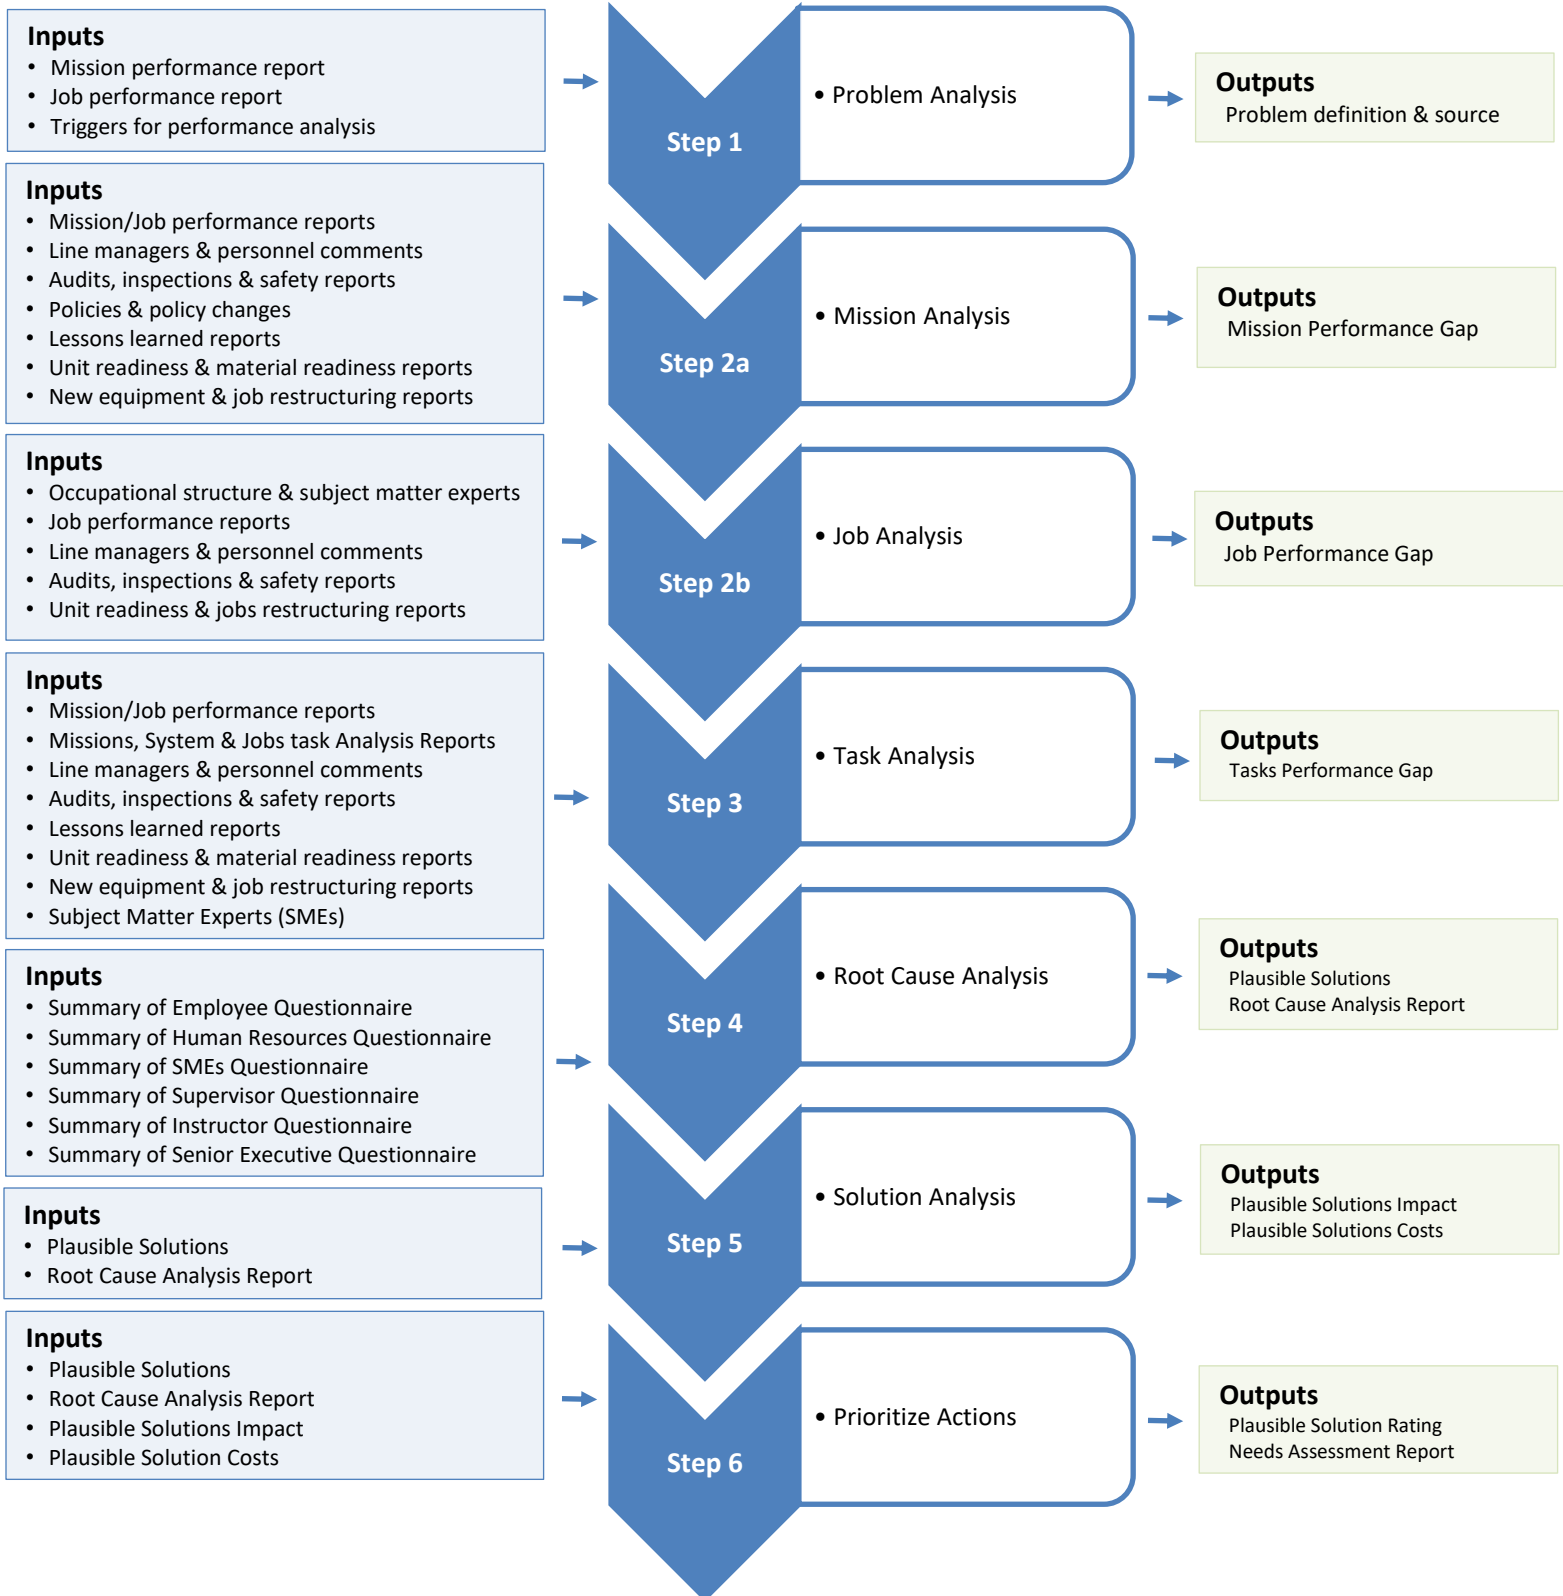 Inputs
• Mission performance report
• Job performance report
• Triggers for performance analysis
Step 1
• Problem Analysis
Outputs
Problem definition & source
Inputs
• Mission/Job performance reports
• Line managers & personnel comments
• Audits, inspections & safety reports
• Policies & policy changes
• Lessons learned reports
• Unit readiness & material readiness reports
• New equipment & job restructuring reports
Step 2a
• Mission Analysis
Outputs
Mission Performance Gap
Inputs
• Occupational structure & subject matter experts
• Job performance reports
• Line managers & personnel comments
• Audits, inspections & safety reports
• Unit readiness & jobs restructuring reports
Step 2b
• Job Analysis
Outputs
Job Performance Gap
Inputs
• Mission/Job performance reports
• Missions, System & Jobs task Analysis Reports
• Line managers & personnel comments
• Audits, inspections & safety reports
• Lessons learned reports
• Unit readiness & material readiness reports
• New equipment & job restructuring reports
• Subject Matter Experts (SMEs)
Step 3
• Task Analysis
Outputs
Tasks Performance Gap
Inputs
• Summary of Employee Questionnaire
• Summary of Human Resources Questionnaire
• Summary of SMEs Questionnaire
• Summary of Supervisor Questionnaire
• Summary of Instructor Questionnaire
• Summary of Senior Executive Questionnaire
Step 4
• Root Cause Analysis
Outputs
Plausible Solutions
Root Cause Analysis Report
Inputs
• Plausible Solutions
• Root Cause Analysis Report
Step 5
• Solution Analysis
Outputs
Plausible Solutions Impact
Plausible Solutions Costs
Inputs
• Plausible Solutions
• Root Cause Analysis Report
• Plausible Solutions Impact
• Plausible Solution Costs
Step 6
• Prioritize Actions
Outputs
Plausible Solution Rating
Needs Assessment Report